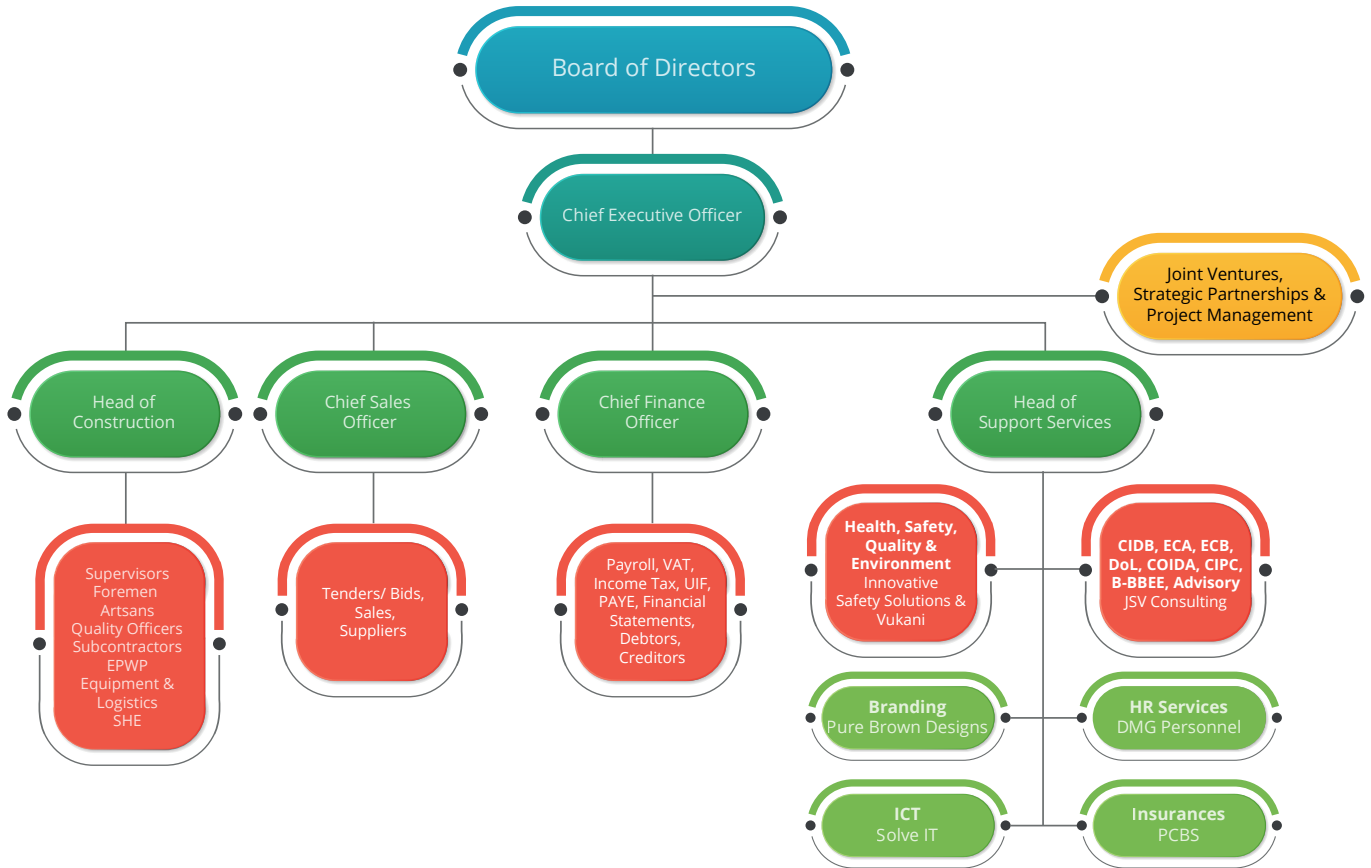 Board of Directors
Chief Executive Officer
Joint Ventures,
Strategic Partnerships &
Project Management
Head of
Construction
Chief Sales
Officer
Chief Finance
Officer
Head of
Support Services
Supervisors
Foremen
Artsans
Quality Officers
Subcontractors
EPWP
Equipment &
Logistics
SHE
Tenders/ Bids,
Sales,
Suppliers
Payroll, VAT,
Income Tax, UIF,
PAYE, Financial
Statements,
Debtors,
Creditors
Health, Safety,
Quality &
Environment
Innovative
Safety Solutions &
Vukani
CIDB, ECA, ECB,
DoL, COIDA, CIPC,
B-BBEE, Advisory
JSV Consulting
Branding
Pure Brown Designs
HR Services
DMG Personnel
ICT
Solve IT
Insurances
PCBS